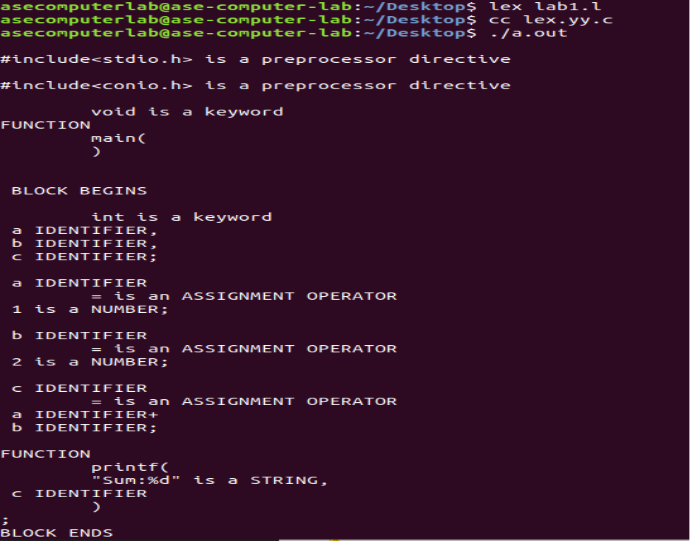 asecomputerlab@ase-computer-lab:~/Desktop$ lex lab1.l
asecomputerlab@ase-computer-lab:~/Desktop$ cc lex.yy.c
asecomputerlab@ase-computer-lab:~/Desktop$ ./a.out
#include<stdio.h> is a preprocessor directive
#include<conio.h> is a preprocessor directive
void is a keyword
FUNCTION
main(
)
BLOCK BEGINS
int is a keyword
a IDENTIFIER,
b IDENTIFIER,
c IDENTIFIER;
a IDENTIFIER
= is an ASSIGNMENT OPERATOR
1 is a NUMBER;
b IDENTIFIER
= is an ASSIGNMENT OPERATOR
2 is a NUMBER;
c IDENTIFIER
= is an ASSIGNMENT OPERATOR
a IDENTIFIER+
b IDENTIFIER;
FUNCTION
printf(
"Sum:%d" is a STRING,
c IDENTIFIER
)
;
BLOCK ENDS